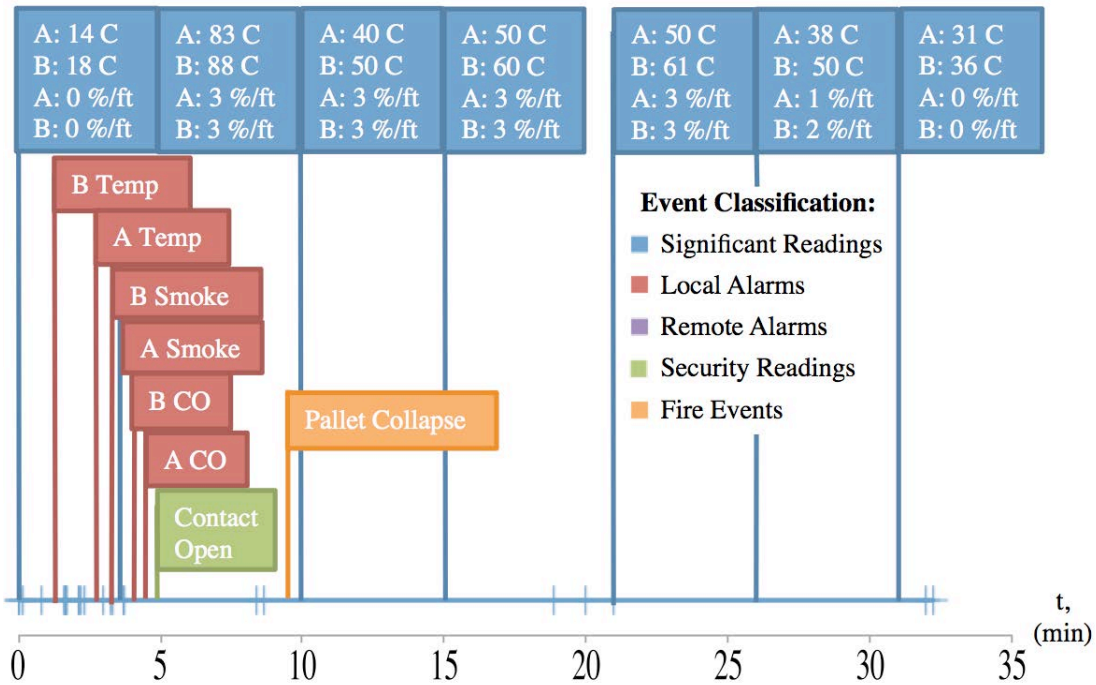 A: 14 C
B: 18 C
A: 0 %/ft
B: 0 %/ft
A: 83 C
B: 88 C
A: 3 %/ft
B: 3 %/ft
A: 40 C
B: 50 C
A: 3 %/ft
B: 3 %/ft
A: 50 C
B: 60 C
A: 3 %/ft
B: 3 %/ft
A: 50 C
B: 61 C
A: 3 %/ft
B: 3 %/ft
A: 38 C
B: 50 C
A: 1 %/ft
B: 2 %/ft
A: 31 C
B: 36 C
A: 0 %/ft
B: 0 %/ft
B Temp
A Temp
B Smoke
A Smoke
B CO
A CO
Contact
Open
Pallet Collapse
Event Classification:
Significant Readings
Local Alarms
Remote Alarms
Security Readings
Fire Events
t,
(min)
0 5 10 15 20 25 30 35